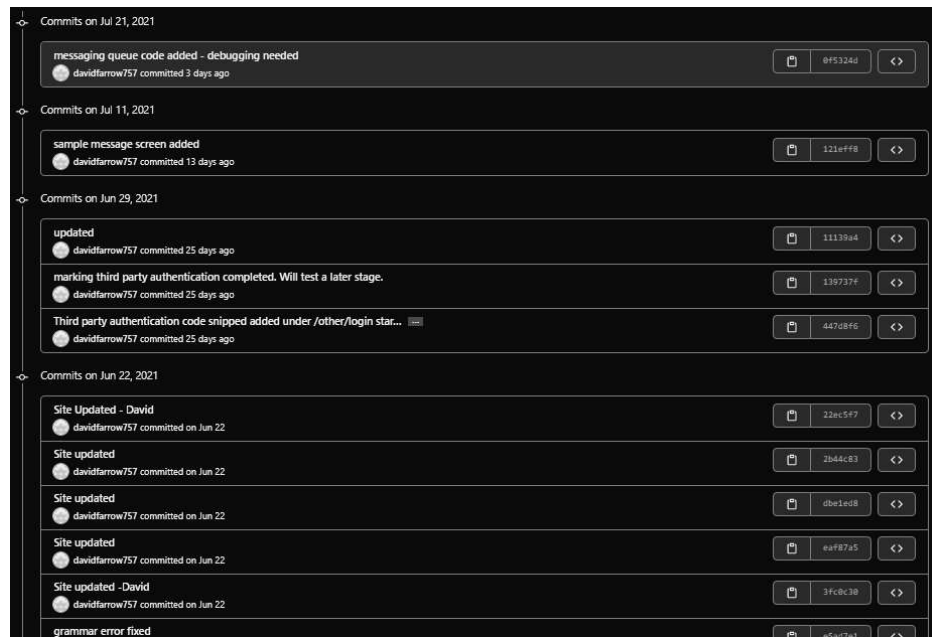 Commits on Jul 21, 2021
messaging queue code added - debugging needed
davidfarrow757 committed 3 days ago
0f5324d
Commits on Jul 11, 2021
sample message screen added
davidfarrow757 committed 13 days ago
121eff8
Commits on Jun 29, 2021
updated
davidfarrow757 committed 25 days ago
11139a4
marking third party authentication completed. Will test a later stage.
davidfarrow757 committed 25 days ago
139737f
Third party authentication code snipped added under /other/login star... ...
davidfarrow757 committed 25 days ago
447d8f6
Commits on Jun 22, 2021
Site Updated - David
davidfarrow757 committed on Jun 22
22ec5f7
Site updated
davidfarrow757 committed on Jun 22
2b44c83
Site updated
davidfarrow757 committed on Jun 22
dbe1ed8
Site updated
davidfarrow757 committed on Jun 22
eaf87a5
Site updated -David
davidfarrow757 committed on Jun 22
3fc0c30
grammar error fixed
e5ad7e1